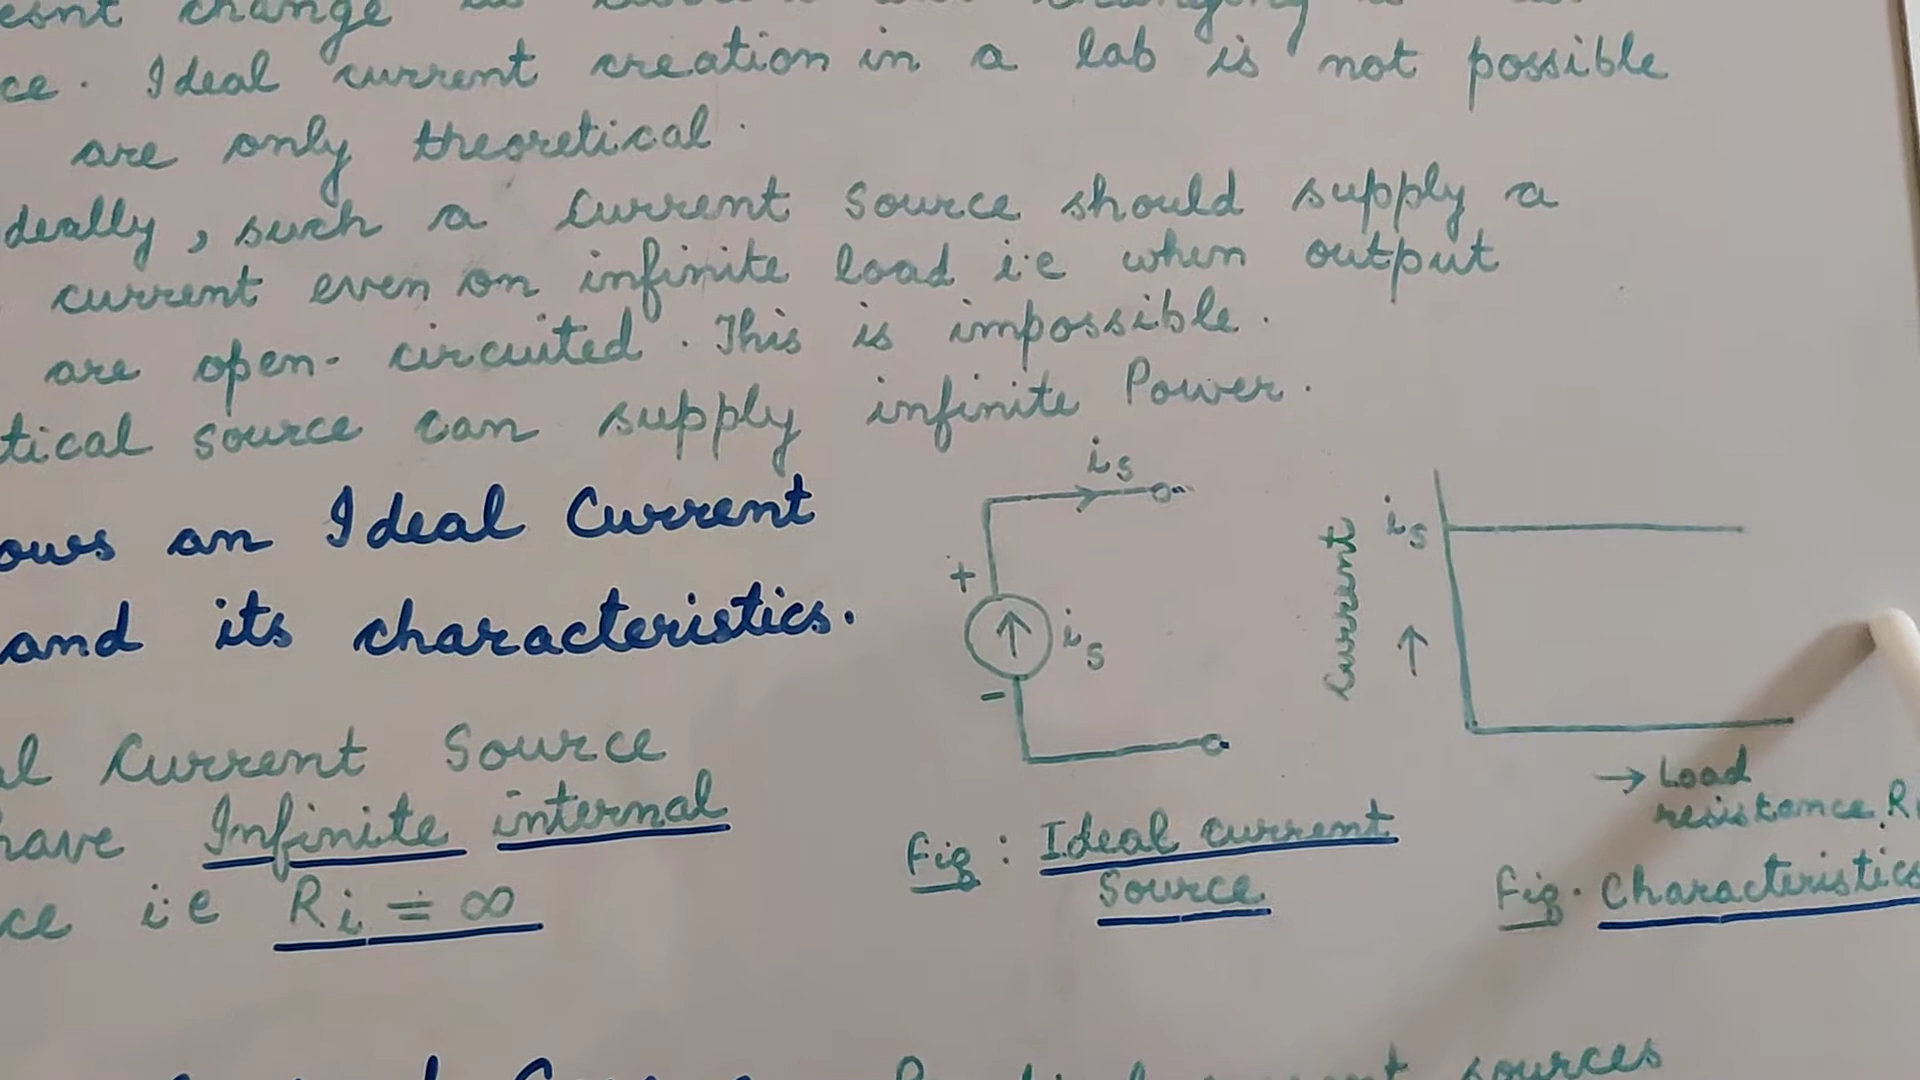 change
ce. Ideal current creation in a lab is not possible
are only theoretical.
deally, such a current source should supply a
current even on infinite load i.e when output
are open-circuited. This is impossible.
tical source can supply infinite Power.
ows an Ideal Current
and its characteristics.
al Current Source
have Infinite internal
ce i.e Ri = ∞
is
+
is
-
Fig: Ideal current
Source
is
Current ↑
→ Load
resistance, R
Fig. Characteristics
sources